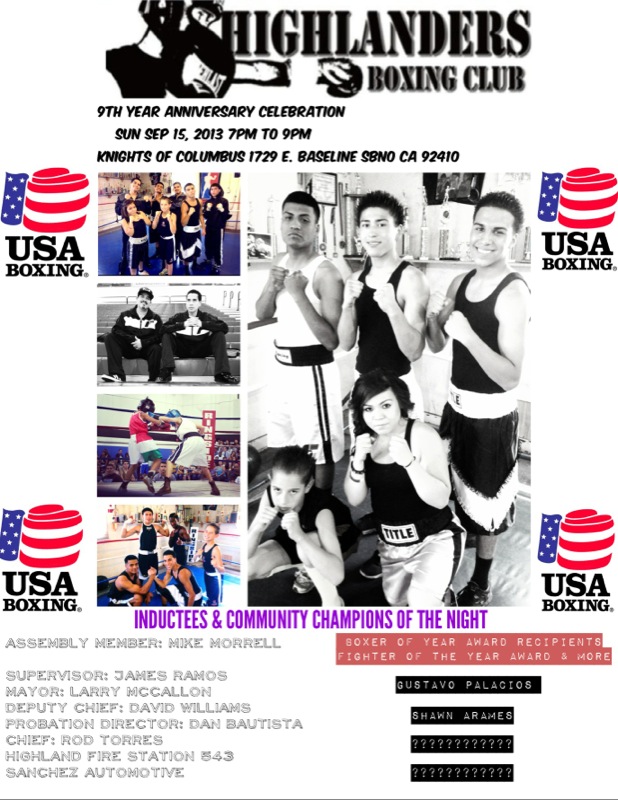 HIGHLANDERS
BOXING CLUB
9TH YEAR ANNIVERSARY CELEBRATION
SUN SEP 15, 2013 7PM TO 9PM
KNIGHTS OF COLUMBUS 1729 E. BASELINE SBNO CA 92410
USA
BOXING®
USA
BOXING®
RINGSI
TITLE
USA
BOXING®
USA
BOXING®
INDUCTEES & COMMUNITY CHAMPIONS OF THE NIGHT
ASSEMBLY MEMBER: MIKE MORRELL
SUPERVISOR: JAMES RAMOS
MAYOR: LARRY MCCALLON
DEPUTY CHIEF: DAVID WILLIAMS
PROBATION DIRECTOR: DAN BAUTISTA
CHIEF: ROD TORRES
HIGHLAND FIRE STATION 543
SANCHEZ AUTOMOTIVE
BOXER OF YEAR AWARD RECIPIENTS
FIGHTER OF THE YEAR AWARD & MORE
GUSTAVO PALACIOS
SHAWN ARAMES
????????????
????????????